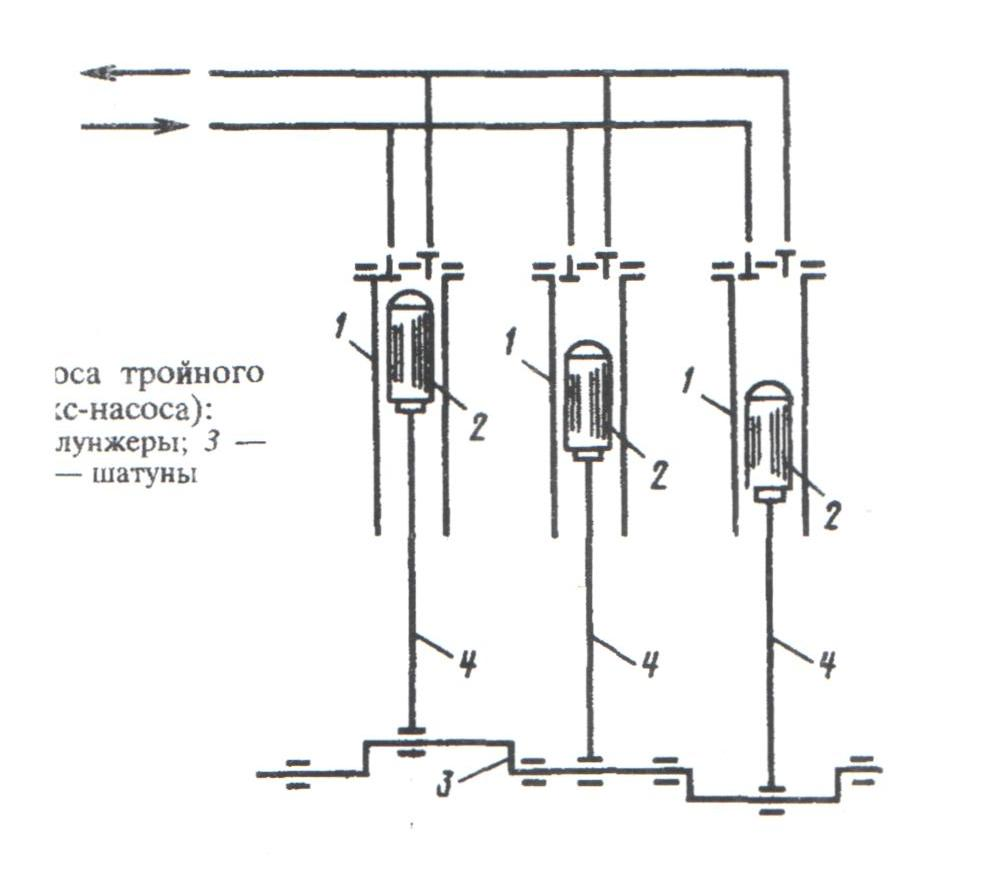 1
1
1
2
2
2
оса тройного
кс-насоса):
лунжеры; 3 —
— шатуны
4
4
4
3